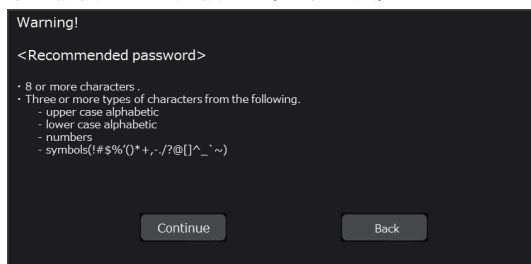 Warning!
<Recommended password>
・8 or more characters .
・Three or more types of characters from the following.
- upper case alphabetic
- lower case alphabetic
- numbers
- symbols(!#$%'()*+,-./?@[]^_`~)
Continue
Back